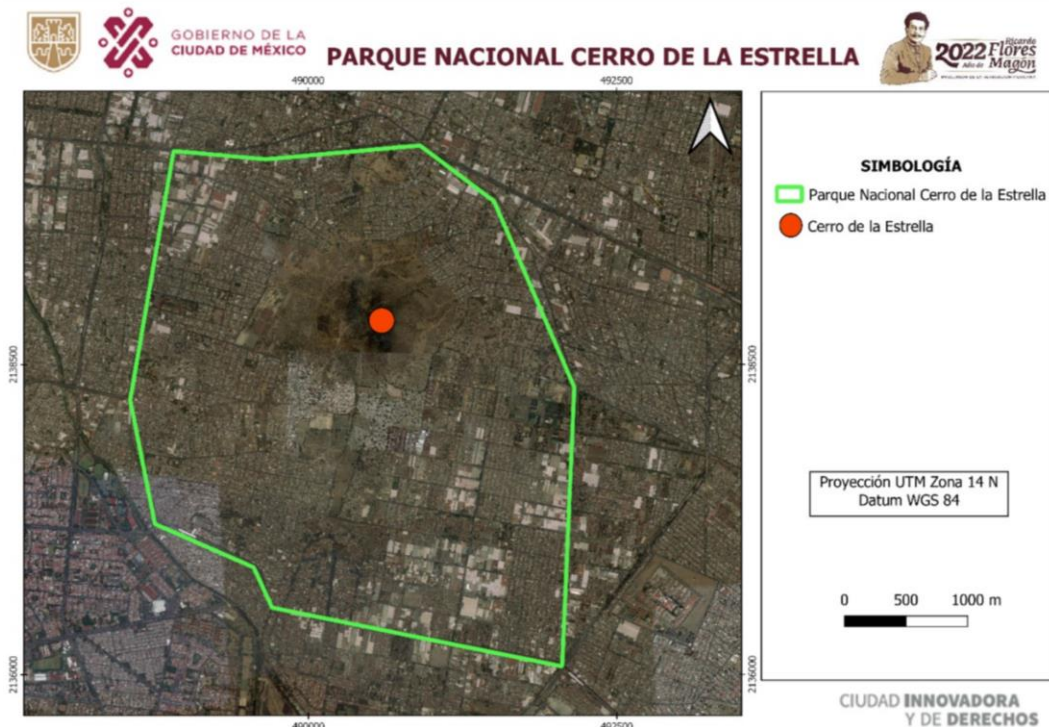 GOBIERNO DE LA
CIUDAD DE MÉXICO
PARQUE NACIONAL CERRO DE LA ESTRELLA
2022 Ricardo
Flores
Año de Magón
490000
492500
2138500
2138500
2136000
2136000
490000
492500
SIMBOLOGÍA
Parque Nacional Cerro de la Estrella
Cerro de la Estrella
Proyección UTM Zona 14 N
Datum WGS 84
0 500 1000 m
CIUDAD INNOVADORA
Y DE DERECHOS